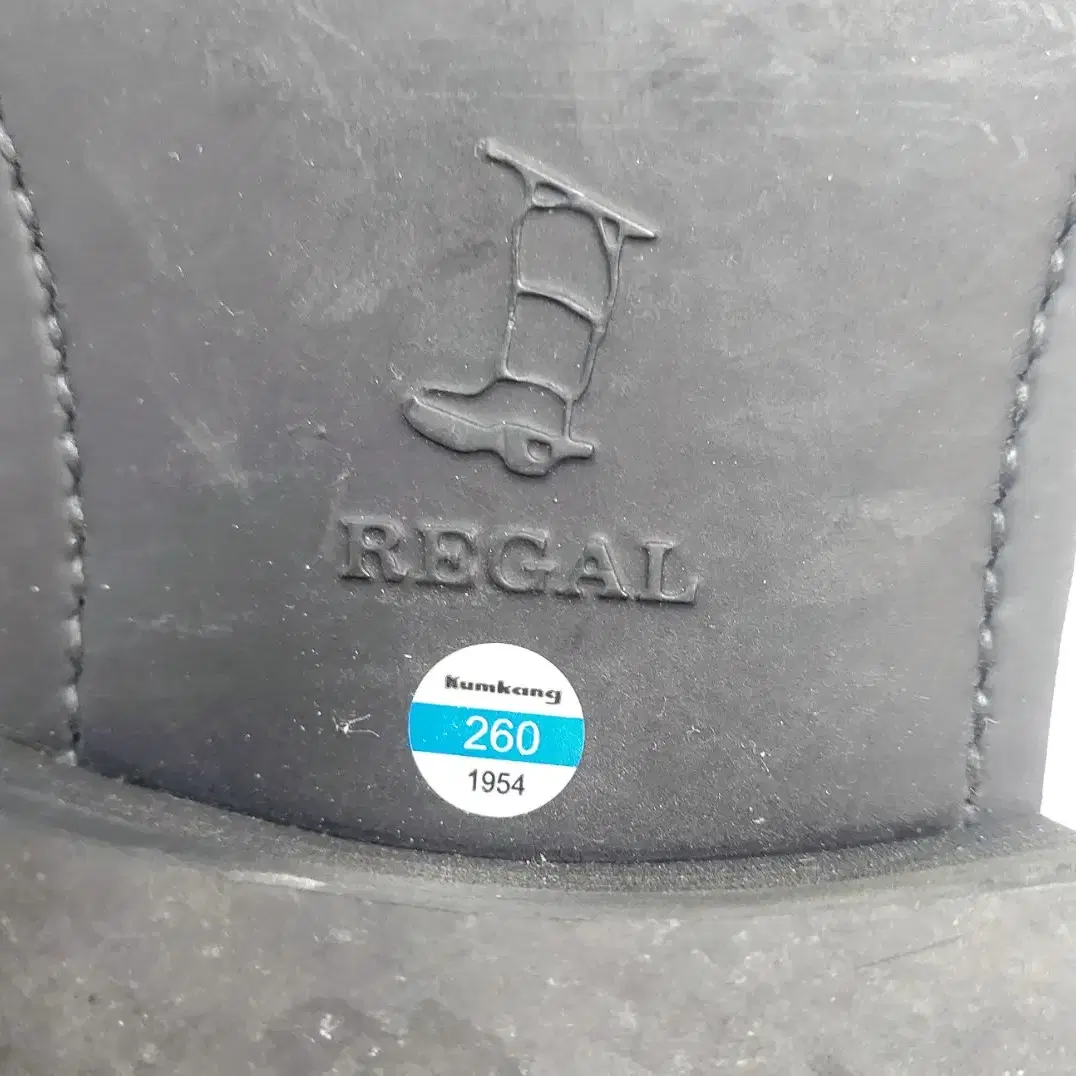 REGAL
Kumkang
260
1954